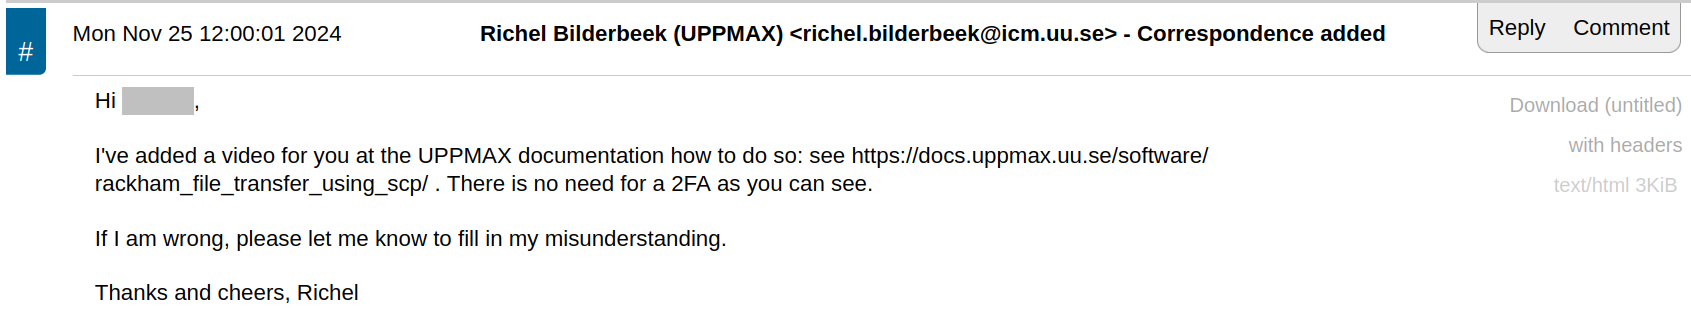 #
Mon Nov 25 12:00:01 2024
Richel Bilderbeek (UPPMAX) <richel.bilderbeek@icm.uu.se> - Correspondence added
Reply Comment
Hi ,
Download (untitled)
with headers
text/html 3KiB
I've added a video for you at the UPPMAX documentation how to do so: see https://docs.uppmax.uu.se/software/
rackham_file_transfer_using_scp/ . There is no need for a 2FA as you can see.
If I am wrong, please let me know to fill in my misunderstanding.
Thanks and cheers, Richel